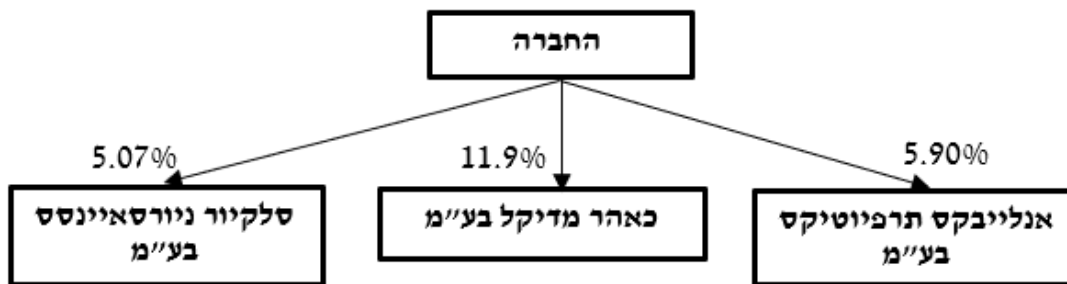 החברה
5.90%
11.9%
5.07%
אנלייבקס תרפיוטיקס
בע״מ
כאהר מדיקל בע״מ
סלקיור ניורסאיינסס
בע״מ